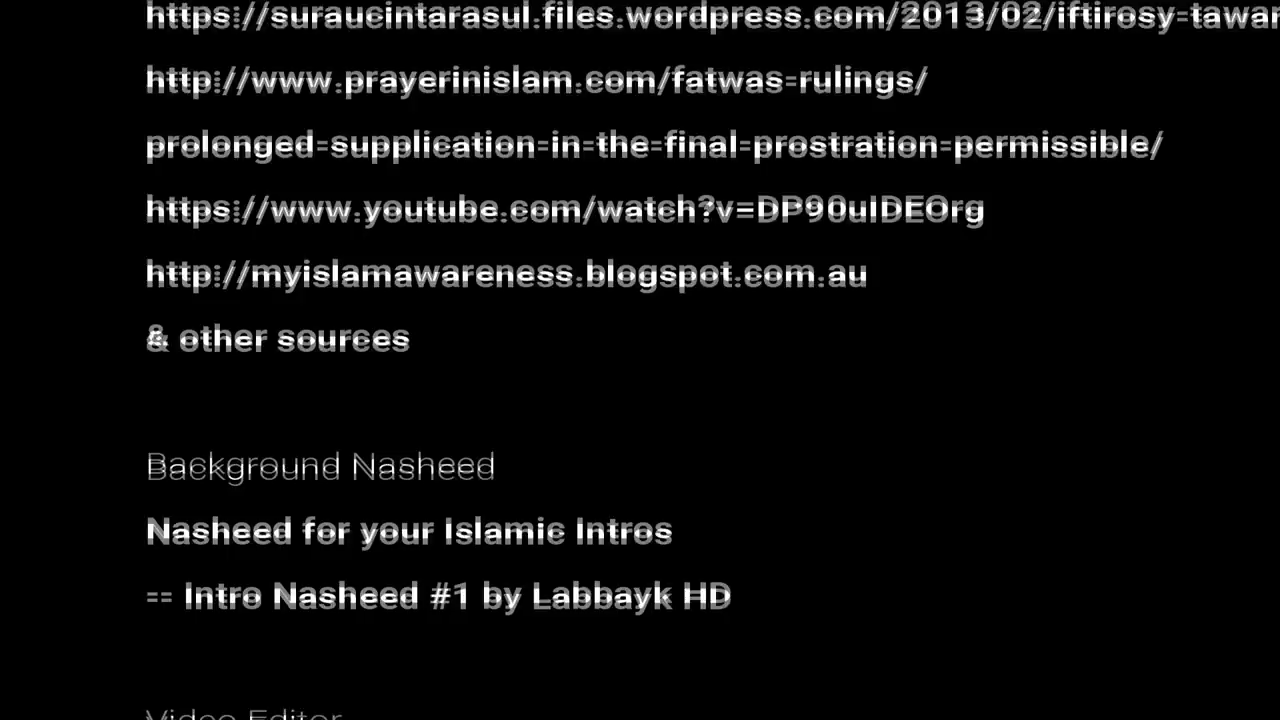 https://suraucintarasul.files.wordpress.com/2013/02/iftirosy-tawar
http://www.prayerinislam.com/fatwas-rulings/
prolonged-supplication-in-the-final-prostration-permissible/
https://www.youtube.com/watch?v=DP90uIDEOrg
http://myislamawareness.blogspot.com.au
& other sources
Background Nasheed
Nasheed for your Islamic Intros
-- Intro Nasheed #1 by Labbayk HD
Video Editor